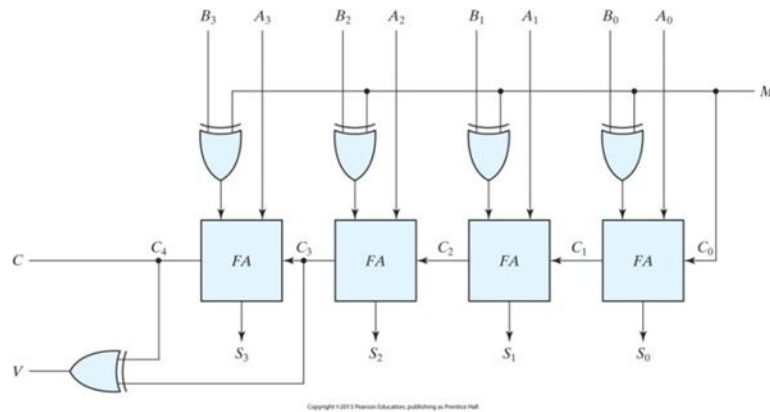 B₃ A₃ B₂ A₂ B₁ A₁ B₀ A₀
M
C₄ C₃ C₂ C₁ C₀
C FA FA FA FA
S₃ S₂ S₁ S₀
V
Copyright ©2013 Pearson Education, publishing as Prentice Hall